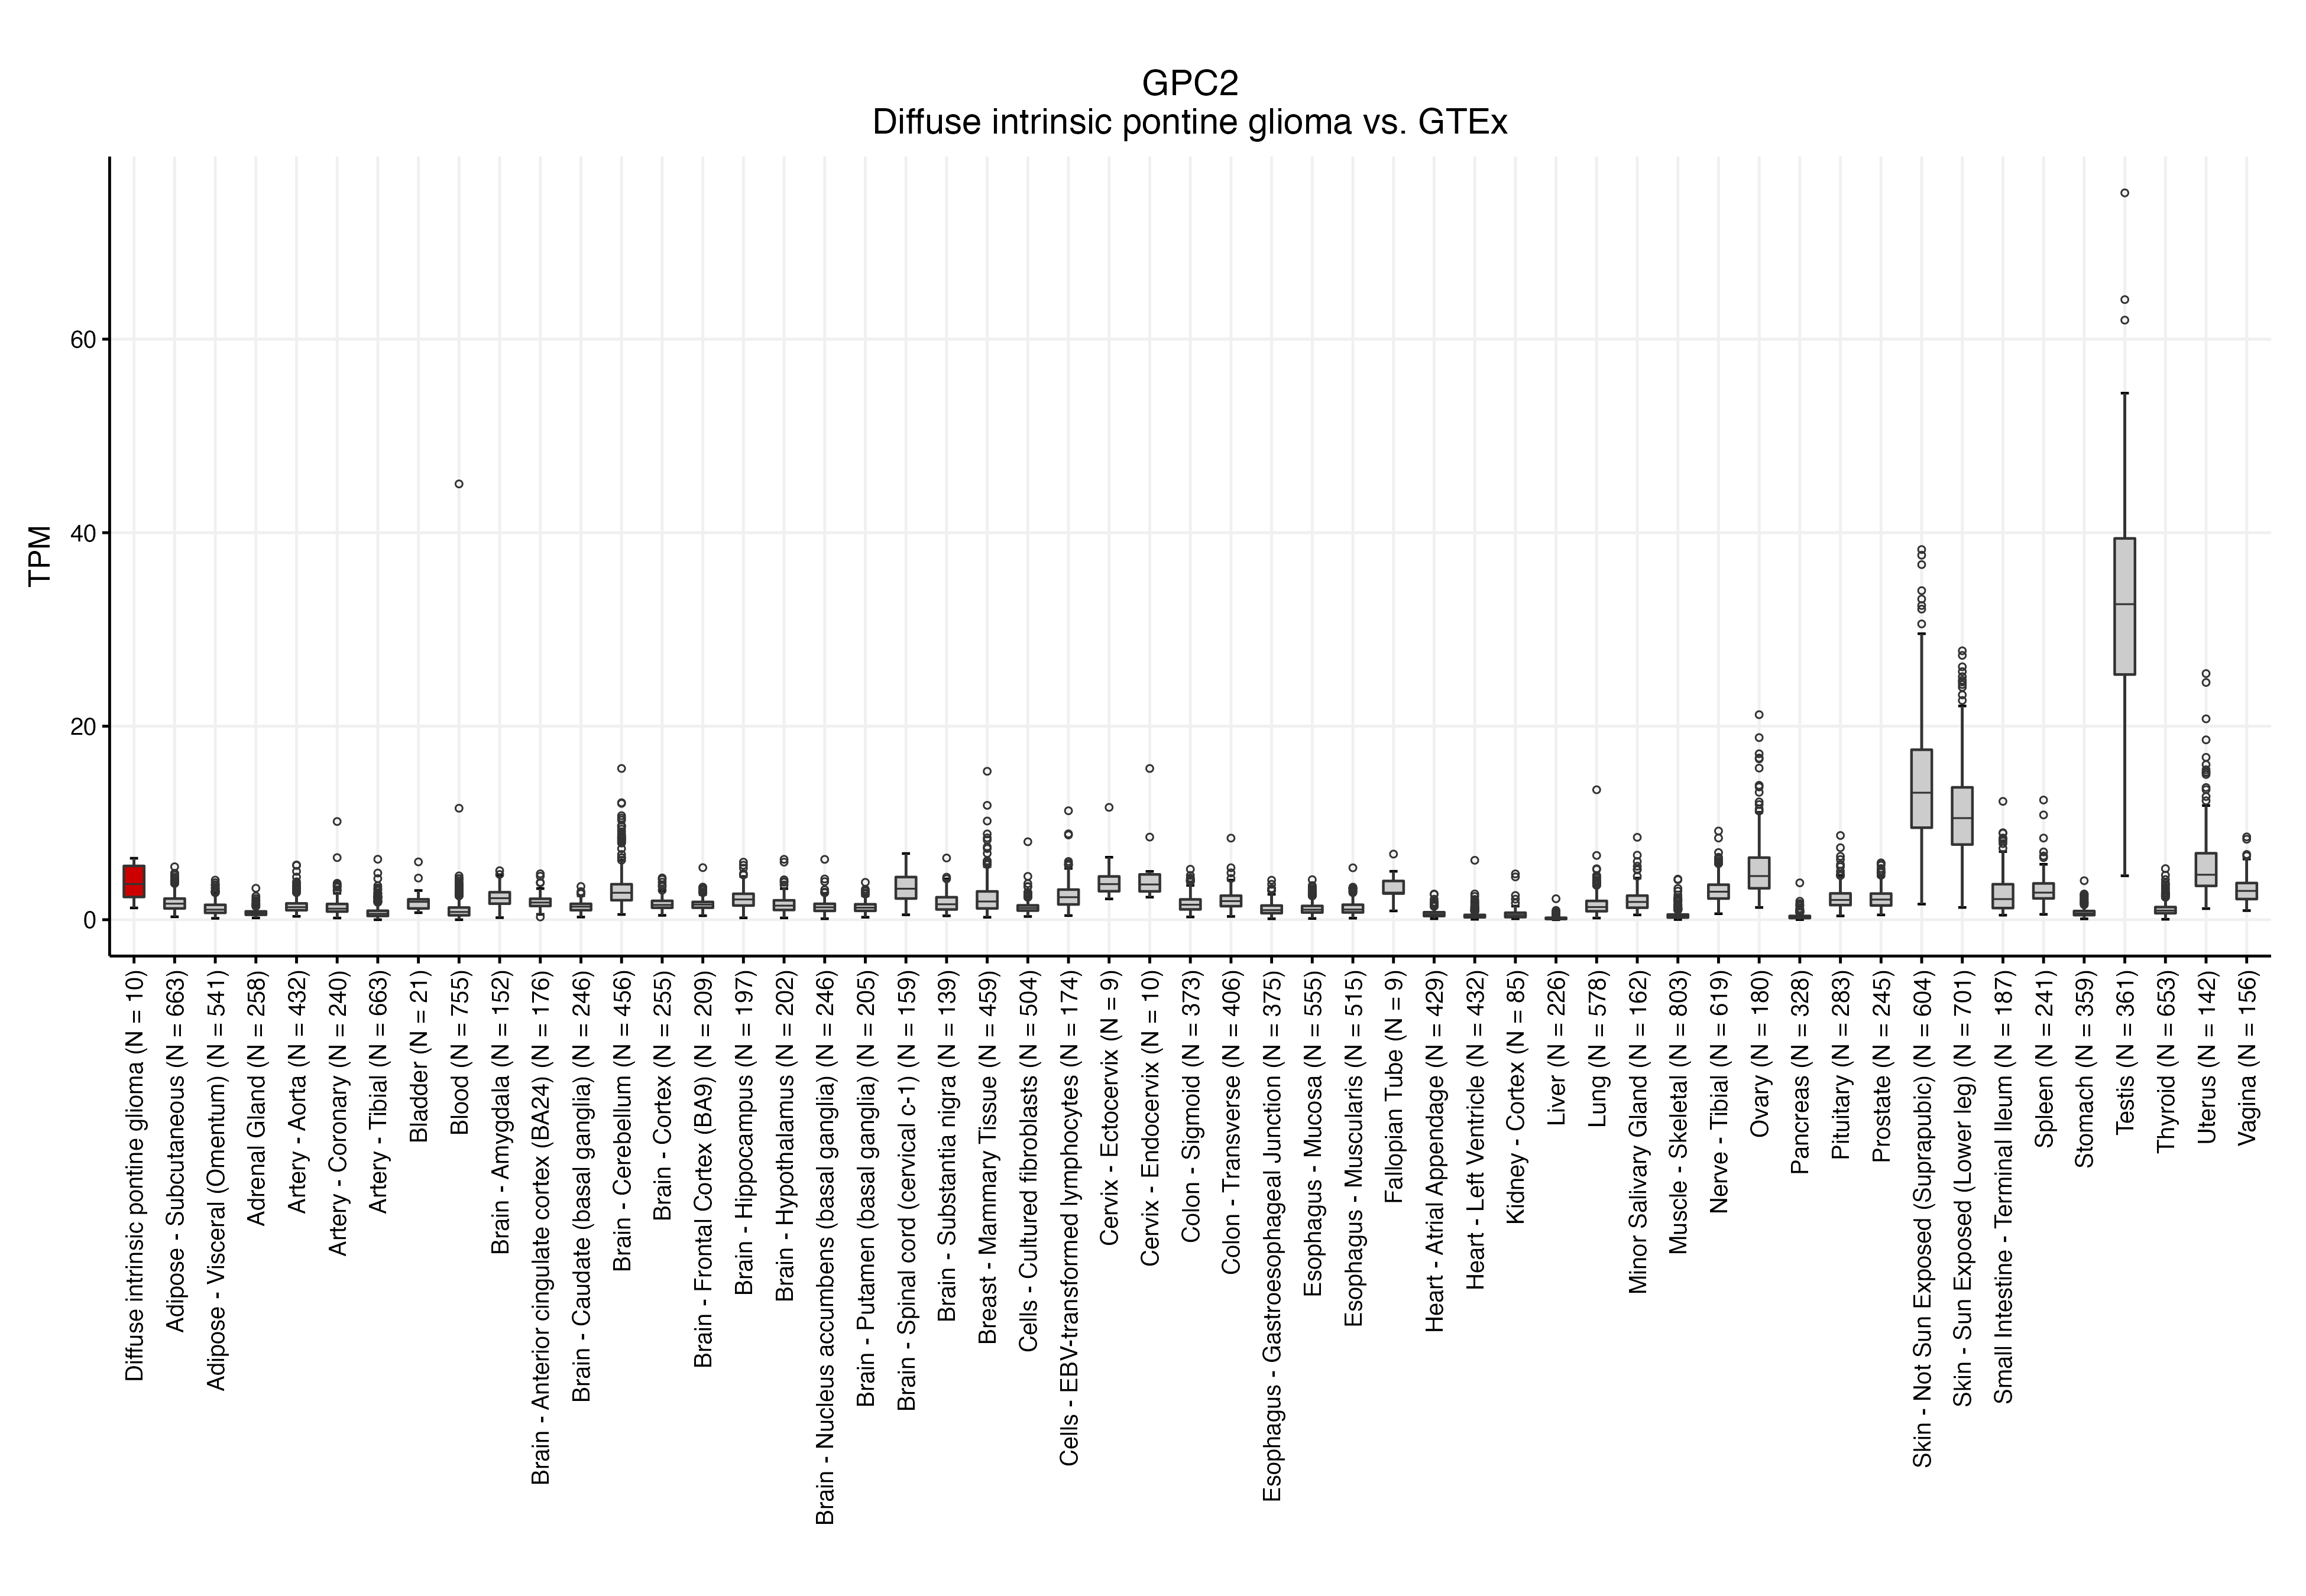 GPC2
Diffuse intrinsic pontine glioma vs. GTEx
TPM
60
40
20
0
Diffuse intrinsic pontine glioma (N = 10)
Adipose - Subcutaneous (N = 663)
Adipose - Visceral (Omentum) (N = 541)
Adrenal Gland (N = 258)
Artery - Aorta (N = 432)
Artery - Coronary (N = 240)
Artery - Tibial (N = 663)
Bladder (N = 21)
Blood (N = 755)
Brain - Amygdala (N = 152)
Brain - Anterior cingulate cortex (BA24) (N = 176)
Brain - Caudate (basal ganglia) (N = 246)
Brain - Cerebellum (N = 456)
Brain - Cortex (N = 255)
Brain - Frontal Cortex (BA9) (N = 209)
Brain - Hippocampus (N = 197)
Brain - Hypothalamus (N = 202)
Brain - Nucleus accumbens (basal ganglia) (N = 246)
Brain - Putamen (basal ganglia) (N = 205)
Brain - Spinal cord (cervical c-1) (N = 159)
Brain - Substantia nigra (N = 139)
Breast - Mammary Tissue (N = 459)
Cells - Cultured fibroblasts (N = 504)
Cells - EBV-transformed lymphocytes (N = 174)
Cervix - Ectocervix (N = 9)
Cervix - Endocervix (N = 10)
Colon - Sigmoid (N = 373)
Colon - Transverse (N = 406)
Esophagus - Gastroesophageal Junction (N = 375)
Esophagus - Mucosa (N = 555)
Esophagus - Muscularis (N = 515)
Fallopian Tube (N = 9)
Heart - Atrial Appendage (N = 429)
Heart - Left Ventricle (N = 432)
Kidney - Cortex (N = 85)
Liver (N = 226)
Lung (N = 578)
Minor Salivary Gland (N = 162)
Muscle - Skeletal (N = 803)
Nerve - Tibial (N = 619)
Ovary (N = 180)
Pancreas (N = 328)
Pituitary (N = 283)
Prostate (N = 245)
Skin - Not Sun Exposed (Suprapubic) (N = 604)
Skin - Sun Exposed (Lower leg) (N = 701)
Small Intestine - Terminal Ileum (N = 187)
Spleen (N = 241)
Stomach (N = 359)
Testis (N = 361)
Thyroid (N = 653)
Uterus (N = 142)
Vagina (N = 156)